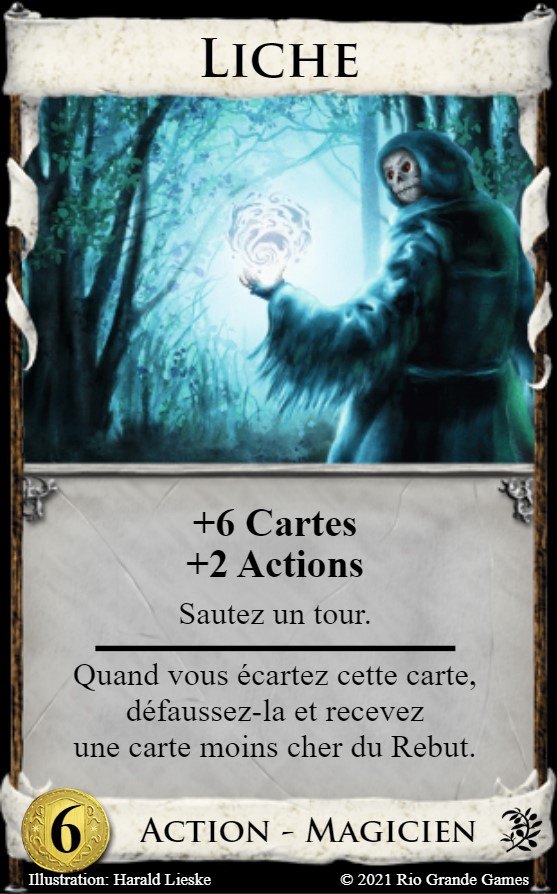 Liche
+6 Cartes
+2 Actions
Sautez un tour.
Quand vous écartez cette carte,
défaussez-la et recevez
une carte moins cher du Rebut.
6
Action - Magicien
Illustration: Harald Lieske
© 2021 Rio Grande Games